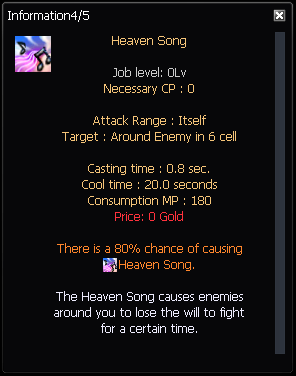 Information4/5
Heaven Song
Job level: 0Lv
Necessary CP : 0
Attack Range : Itself
Target : Around Enemy in 6 cell
Casting time : 0.8 sec.
Cool time : 20.0 seconds
Consumption MP : 180
Price: 0 Gold
There is a 80% chance of causing
Heaven Song.
The Heaven Song causes enemies
around you to lose the will to fight
for a certain time.